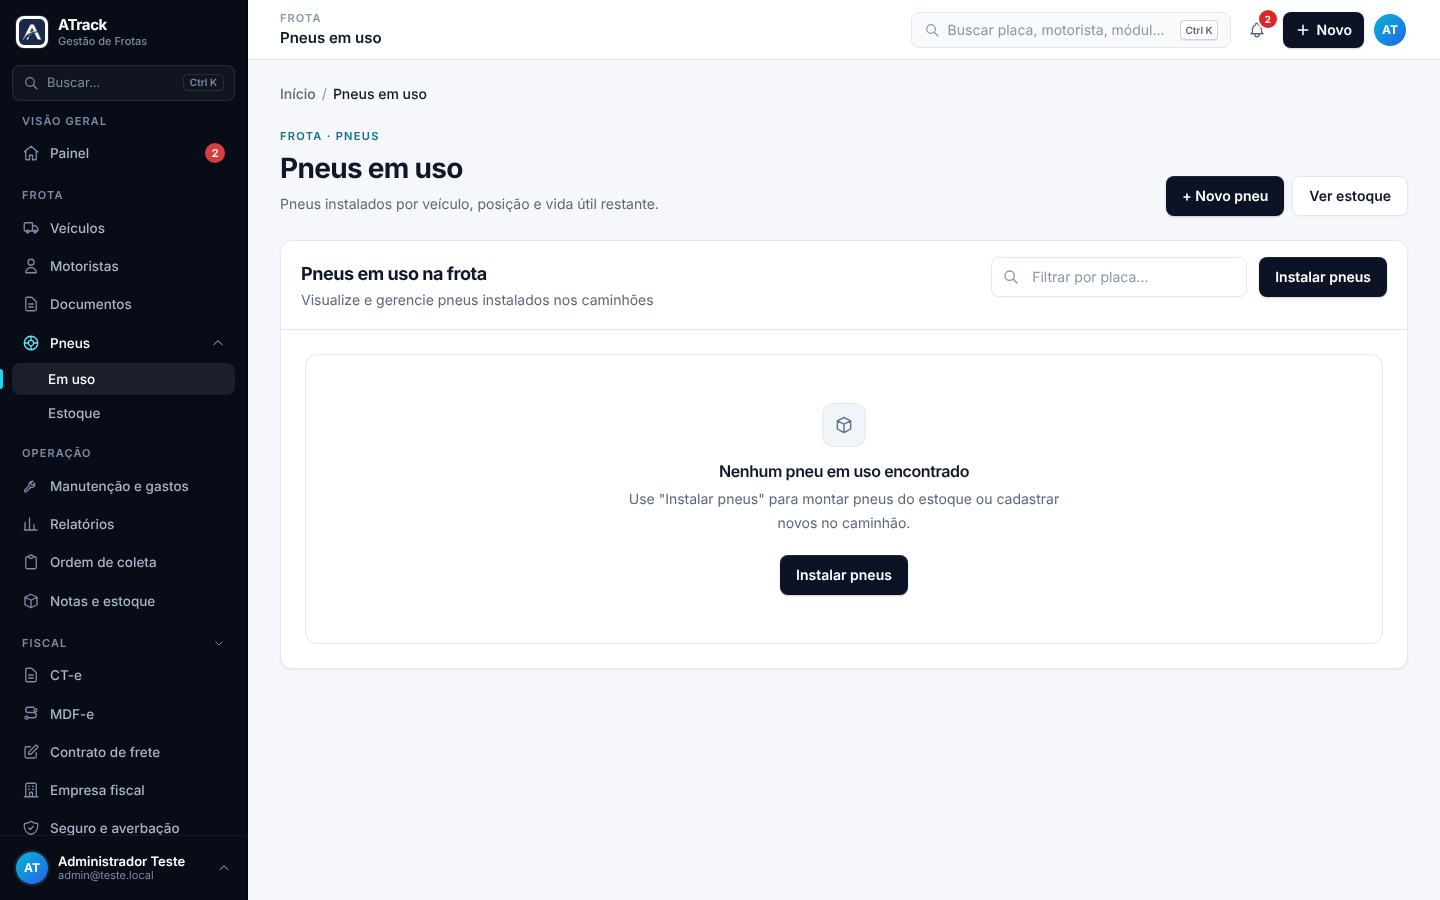 ATrack
Gestão de Frotas
Buscar...
Ctrl K
VISÃO GERAL
Painel
2
FROTA
Veículos
Motoristas
Documentos
Pneus
Em uso
Estoque
OPERAÇÃO
Manutenção e gastos
Relatórios
Ordem de coleta
Notas e estoque
FISCAL
CT-e
MDF-e
Contrato de frete
Empresa fiscal
Seguro e averbação
AT
Administrador Teste
admin@teste.local
FROTA
Pneus em uso
Buscar placa, motorista, módul...
Ctrl K
2
+ Novo
AT
Início / Pneus em uso
FROTA · PNEUS
Pneus em uso
Pneus instalados por veículo, posição e vida útil restante.
+ Novo pneu
Ver estoque
Pneus em uso na frota
Visualize e gerencie pneus instalados nos caminhões
Filtrar por placa...
Instalar pneus
Nenhum pneu em uso encontrado
Use "Instalar pneus" para montar pneus do estoque ou cadastrar
novos no caminhão.
Instalar pneus